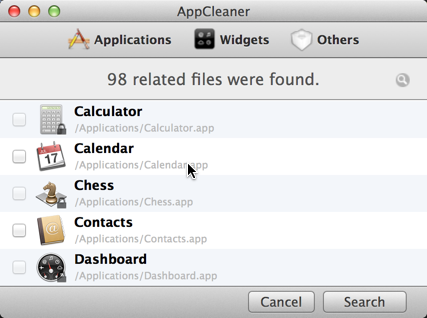 AppCleaner
Applications Widgets Others
98 related files were found.
Calculator
/Applications/Calculator.app
17
Calendar
/Applications/Calendar.app
Chess
/Applications/Chess.app
Contacts
/Applications/Contacts.app
Dashboard
/Applications/Dashboard.app
Cancel Search